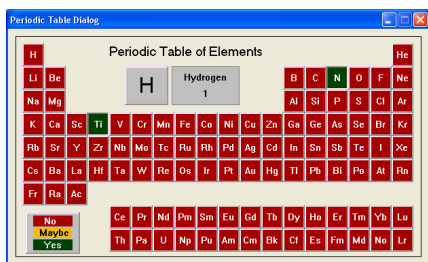 Periodic Table Dialog
Periodic Table of Elements
H He
H Hydrogen
1
Li Be B C N O F Ne
Na Mg Al Si P S Cl Ar
K Ca Sc Ti V Cr Mn Fe Co Ni Cu Zn Ga Ge As Se Br Kr
Rb Sr Y Zr Nb Mo Tc Ru Rh Pd Ag Cd In Sn Sb Te I Xe
Cs Ba La Hf Ta W Re Os Ir Pt Au Hg Tl Pb Bi Po At Rn
Fr Ra Ac
Ce Pr Nd Pm Sm Eu Gd Tb Dy Ho Er Tm Yb Lu
Th Pa U Np Pu Am Cm Bk Cf Es Fm Md No Lr
No
Maybe
Yes